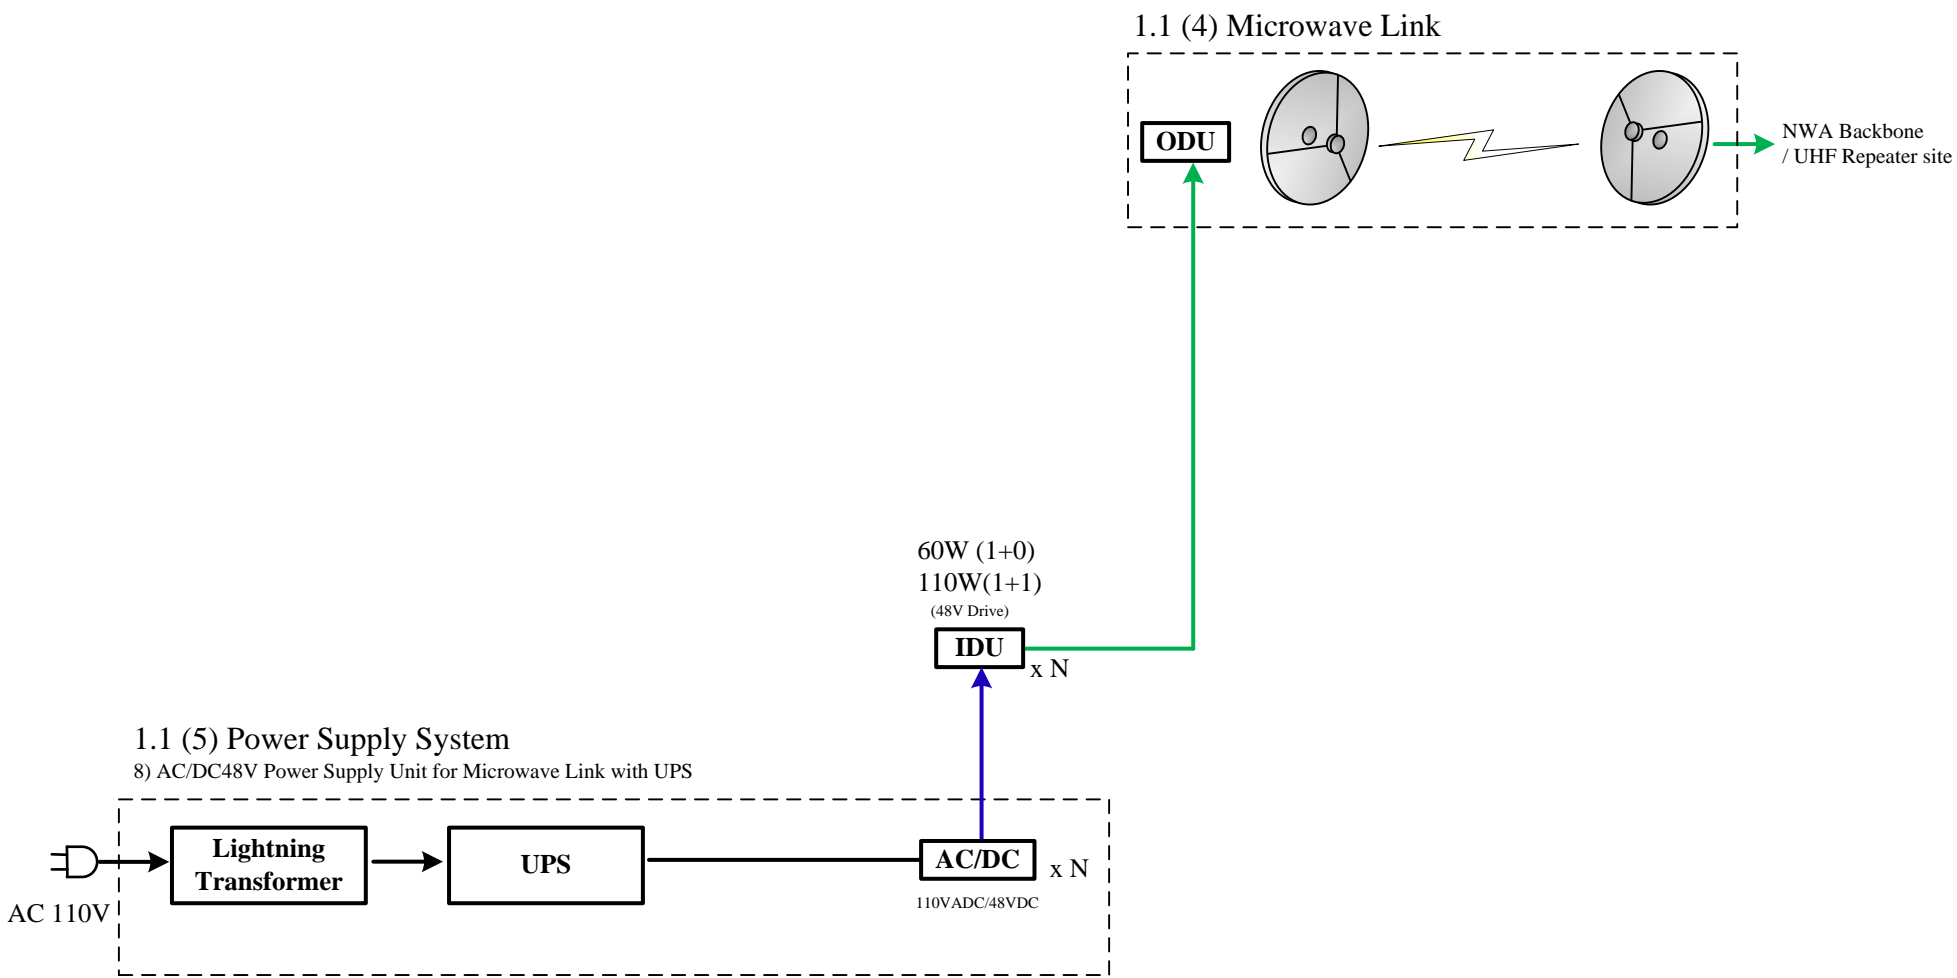 1.1 (4) Microwave Link
ODU
NWA Backbone
/ UHF Repeater site
60W (1+0)
110W(1+1)
(48V Drive)
IDU
x N
1.1 (5) Power Supply System
8) AC/DC48V Power Supply Unit for Microwave Link with UPS
Lightning
Transformer
UPS
AC/DC
x N
AC 110V
110VADC/48VDC